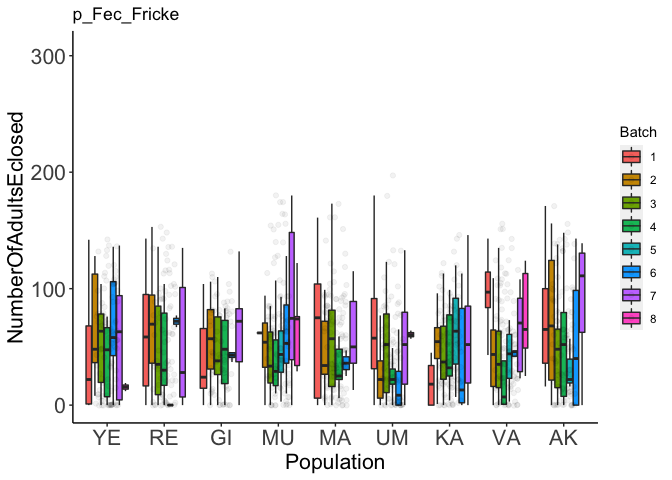 p_Fec_Fricke
300
200
100
0
NumberOfAdultsEclosed
YE RE GI MU MA UM KA VA AK
Population
Batch
1
2
3
4
5
6
7
8